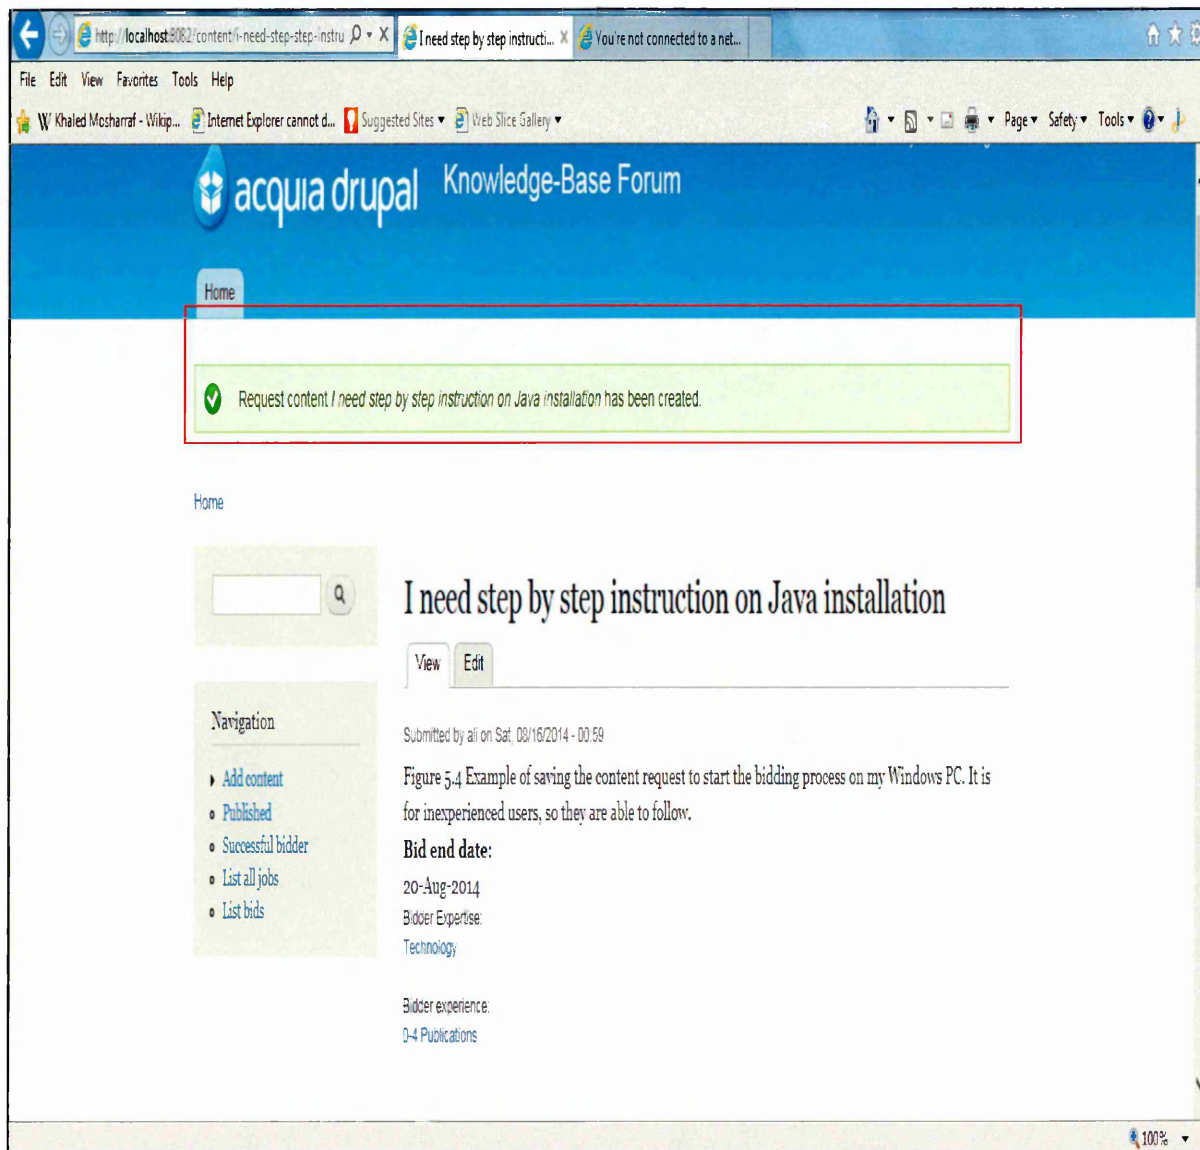 http://localhost:8082/content/i-need-step-step-instru
I need step by step instructi...
You're not connected to a net...
File Edit View Favorites Tools Help
W Khaled Mosharraf - Wikip... Internet Explorer cannot d... Suggested Sites Web Slice Gallery Page Safety Tools
acquia drupal Knowledge-Base Forum
Home
Request content I need step by step instruction on Java installation has been created.
Home
I need step by step instruction on Java installation
View Edit
Navigation
Add content
Published
Successful bidder
List all jobs
List bids
Submitted by ali on Sat, 08/16/2014 - 00:59
Figure 5.4 Example of saving the content request to start the bidding process on my Windows PC. It is
for inexperienced users, so they are able to follow.
Bid end date:
20-Aug-2014
Bidder Expertise:
Technology
Bidder experience:
0-4 Publications
100%